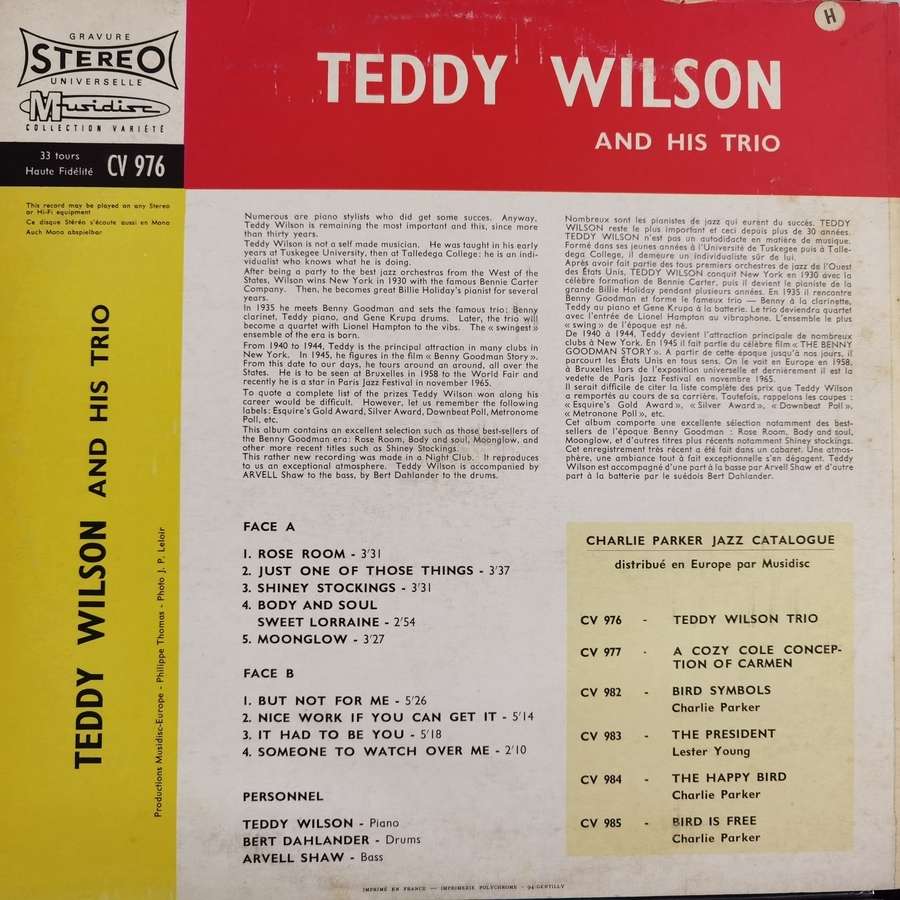 GRAVURE
STEREO
UNIVERSELLE
Musidisc
COLLECTION VARIÉTÉ
33 tours
Haute Fidélité
CV 976
This record may be played on any Stereo
or Hi-Fi equipment
Ce disque Stéréo s'écoute aussi en Mono
Auch Mono abspielbar
H
TEDDY WILSON
AND HIS TRIO
TEDDY WILSON AND HIS TRIO
Productions Musidisc-Europe - Philippe Thomas - Photo J. P. Leloir
Numerous are piano stylists who did get some succes. Anyway,
Teddy Wilson is remaining the most important and this, since more
than thirty years.
Teddy Wilson is not a self made musician. He was taught in his early
years at Tuskegee University, then at Talledega College: he is an indi-
vidualist who knows what he is doing.
After being a party to the best jazz orchestras from the West of the
States, Wilson wins New York in 1930 with the famous Bennie Carter
Company. Then, he becomes great Billie Holiday's pianist for several
years.
In 1935 he meets Benny Goodman and sets the famous trio: Benny
clarinet, Teddy piano, and Gene Krupa drums. Later, the trio will
become a quartet with Lionel Hampton to the vibs. The « swingest »
ensemble of the era is born.
From 1940 to 1944, Teddy is the principal attraction in many clubs in
New York. In 1945, he figures in the film « Benny Goodman Story ».
From this date to our days, he tours around an around, all over the
States. He is to be seen at Bruxelles in 1958 to the World Fair and
recently he is a star in Paris Jazz Festival in november 1965.
To quote a complete list of the prizes Teddy Wilson won along his
career would be difficult. However, let us remember the following
labels: Esquire's Gold Award, Silver Award, Downbeat Poll, Metronome
Poll, etc.
This album contains an excellent selection such as those best-sellers of
the Benny Goodman era: Rose Room, Body and soul, Moonglow, and
other more recent titles such as Shiney Stockings.
This rather new recording was made in a Night Club. It reproduces
to us an exceptional atmosphere. Teddy Wilson is accompanied by
ARVELL Shaw to the bass, by Bert Dahlander to the drums.
Nombreux sont les pianistes de jazz qui eurent du succés. TEDDY
WILSON reste le plus important et ceci depuis plus de 30 années.
TEDDY WILSON n'est pas un autodidacte en matière de musique.
Formé dans ses jeunes années à l'Université de Tuskegee puis à Talle-
dega College, il demeure un individualiste sûr de lui.
Après avoir fait partie des tous premiers orchestres de jazz de l'Ouest
des États Unis, TEDDY WILSON conquit New York en 1930 avec la
célèbre formation de Bennie Carter, puis il devient le pianiste de la
grande Billie Holiday pendant plusieurs années. En 1935 il rencontre
Benny Goodman et forme le fameux trio — Benny à la clarinette,
Teddy au piano et Gene Krupa à la batterie. Le trio deviendra quartet
avec l'entrée de Lionel Hampton au vibraphone. L'ensemble le plus
« swing » de l'époque est né.
De 1940 à 1944, Teddy devient l'attraction principale de nombreux
clubs à New York. En 1945 il fait partie du célèbre film « THE BENNY
GOODMAN STORY ». A partir de cette époque jusqu'à nos jours, il
parcourt les États Unis en tous sens. On le voit en Europe en 1958,
à Bruxelles lors de l'exposition universelle et dernièrement il est la
vedette de Paris Jazz Festival en novembre 1965.
Il serait difficile de citer la liste complète des prix que Teddy Wilson
a remportés au cours de sa carrière. Toutefois, rappelons les coupes :
« Esquire's Gold Award », « Silver Award », « Downbeat Poll »,
« Metronone Poll », etc.
Cet album comporte une excellente sélection notamment des best-
sellers de l'époque Benny Goodman : Rose Room, Body and soul,
Moonglow, et d'autres titres plus récents notamment Shiney stockings.
Cet enregistrement très récent a été fait dans un cabaret. Une atmos-
phère, une ambiance tout à fait exceptionnelle s'en dégagent. Teddy
Wilson est accompagné d'une part à la basse par Arvell Shaw et d'autre
part à la batterie par le suédois Bert Dahlander.
FACE A
1. ROSE ROOM - 3'31
2. JUST ONE OF THOSE THINGS - 3'37
3. SHINEY STOCKINGS - 3'31
4. BODY AND SOUL
SWEET LORRAINE - 2'54
5. MOONGLOW - 3'27
FACE B
1. BUT NOT FOR ME - 5'26
2. NICE WORK IF YOU CAN GET IT - 5'14
3. IT HAD TO BE YOU - 5'18
4. SOMEONE TO WATCH OVER ME - 2'10
PERSONNEL
TEDDY WILSON - Piano
BERT DAHLANDER - Drums
ARVELL SHAW - Bass
CHARLIE PARKER JAZZ CATALOGUE
distribué en Europe par Musidisc
CV 976 - TEDDY WILSON TRIO
CV 977 - A COZY COLE CONCEP-
TION OF CARMEN
CV 982 - BIRD SYMBOLS
Charlie Parker
CV 983 - THE PRESIDENT
Lester Young
CV 984 - THE HAPPY BIRD
Charlie Parker
CV 985 - BIRD IS FREE
Charlie Parker
IMPRIMÉ EN FRANCE — IMPRIMERIE POLYCHROME - 94-GENTILLY